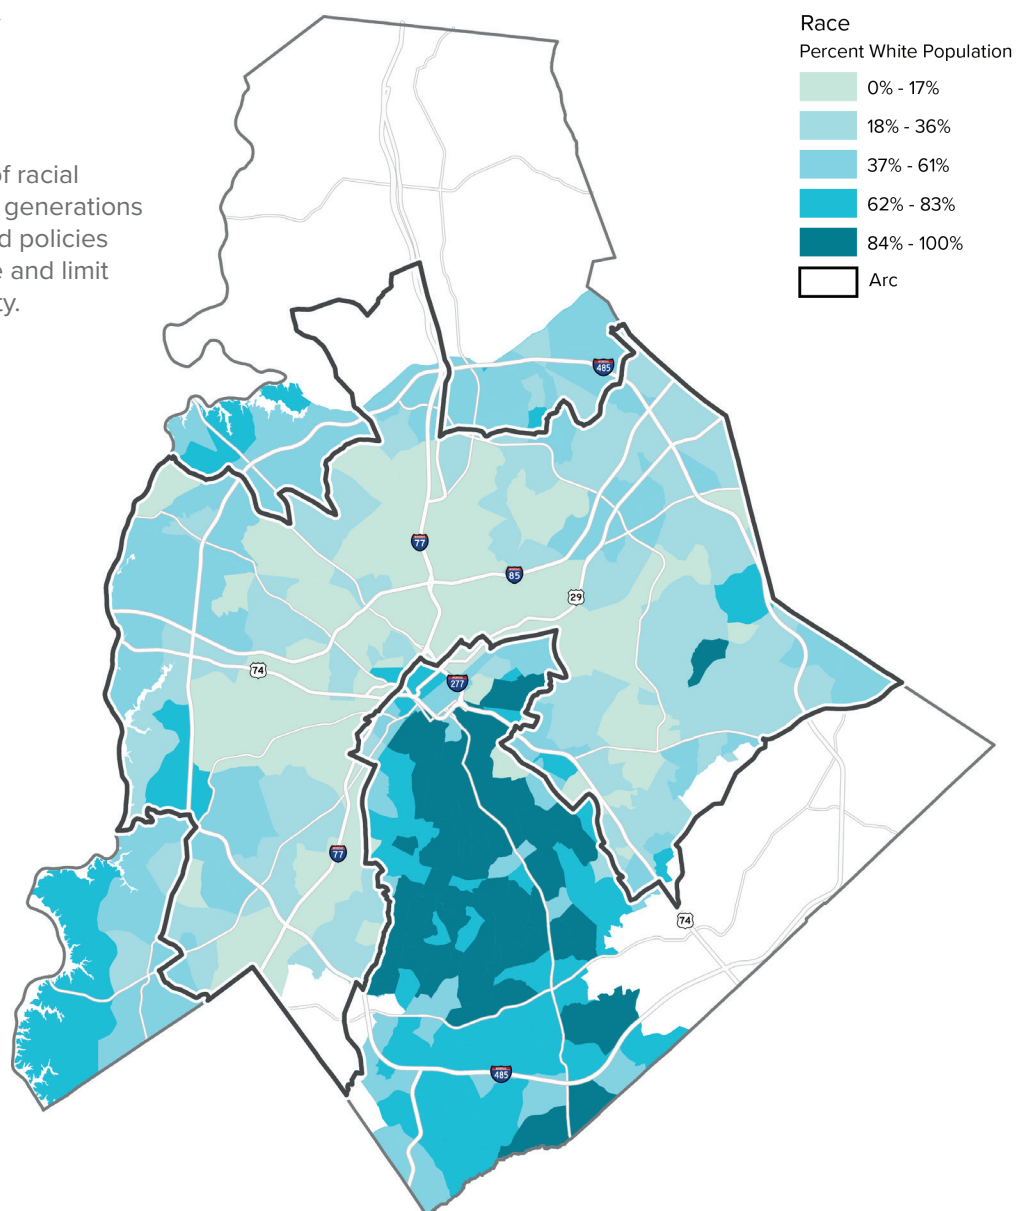 of racial
generations
d policies
e and limit
ty.
Race
Percent White Population
0% - 17%
18% - 36%
37% - 61%
62% - 83%
84% - 100%
Arc
485
77
85
29
74
277
77
74
485